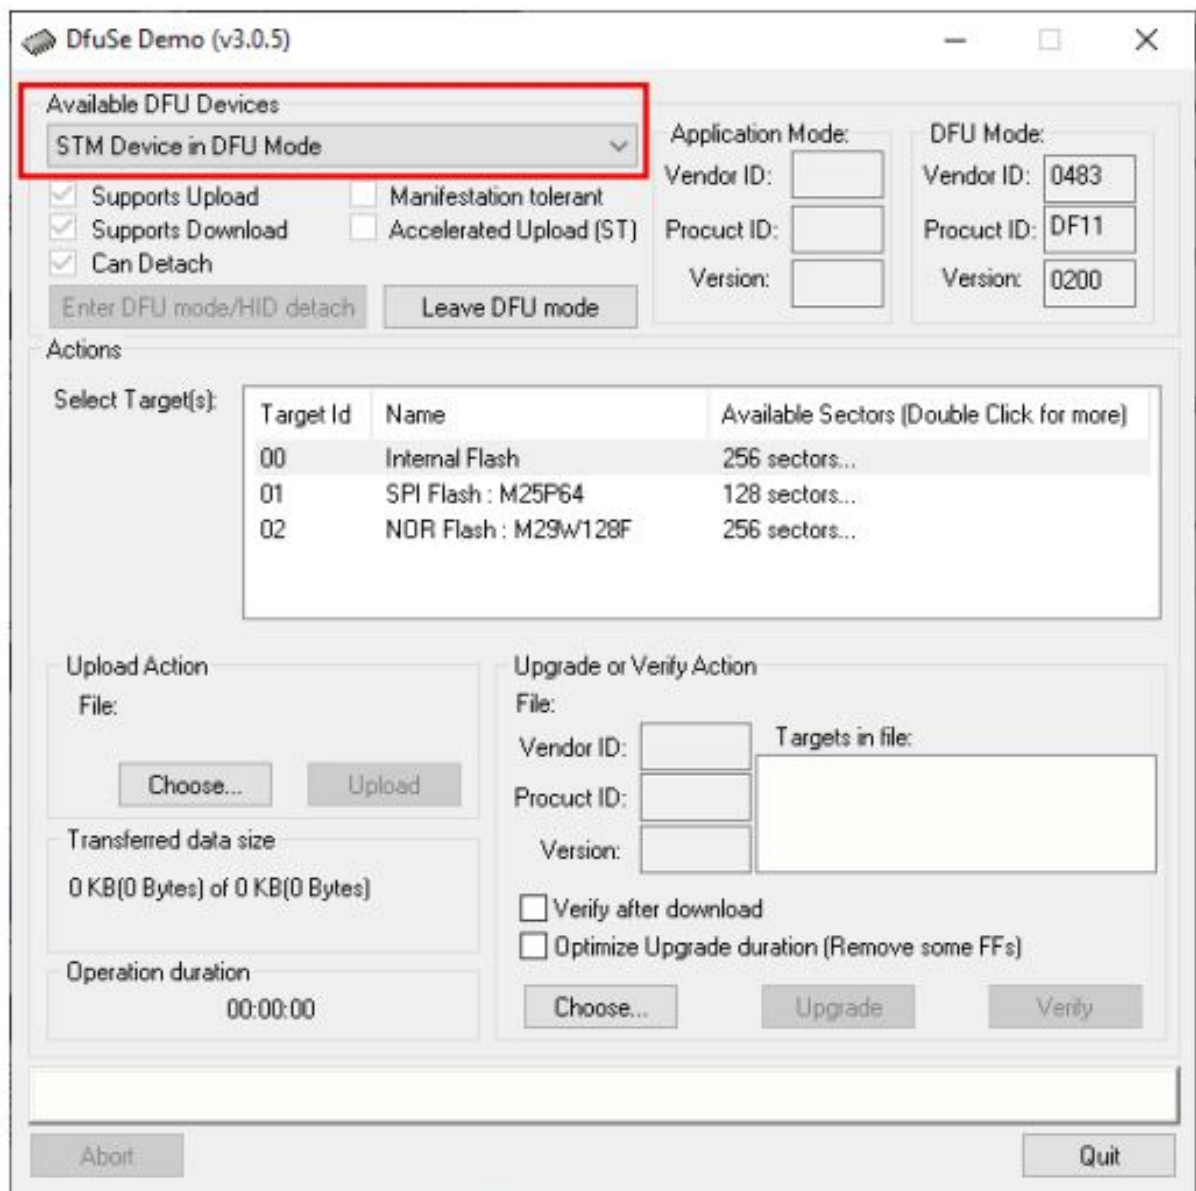 DfuSe Demo (v3.0.5)
Available DFU Devices
STM Device in DFU Mode
Supports Upload
Manifestation tolerant
Supports Download
Accelerated Upload (ST)
Can Detach
Enter DFU mode/HID detach
Leave DFU mode
Application Mode:
Vendor ID:
Procuct ID:
Version:
DFU Mode:
Vendor ID: 0483
Procuct ID: DF11
Version: 0200
Actions
Select Target(s):
Target Id Name Available Sectors (Double Click for more)
00 Internal Flash 256 sectors...
01 SPI Flash : M25P64 128 sectors...
02 NOR Flash : M29W128F 256 sectors...
Upload Action
File:
Choose... Upload
Transferred data size
0 KB(0 Bytes) of 0 KB(0 Bytes)
Operation duration
00:00:00
Upgrade or Verify Action
File:
Vendor ID:
Procuct ID:
Version:
Targets in file:
Verify after download
Optimize Upgrade duration (Remove some FFs)
Choose... Upgrade Verify
Abort Quit